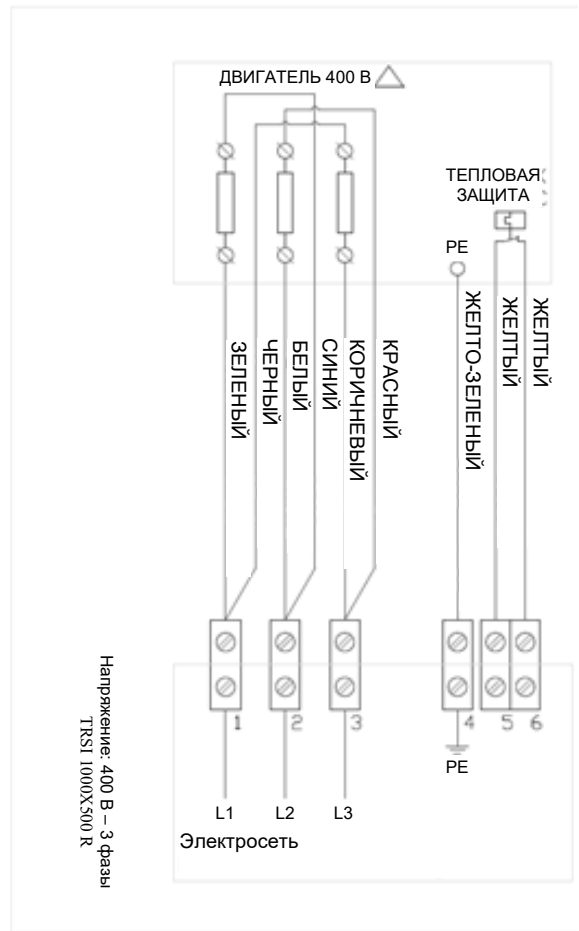 ДВИГАТЕЛЬ 400 В
ТЕПЛОВАЯ
ЗАЩИТА
PE
ЗЕЛЕНЫЙ
ЧЕРНЫЙ
БЕЛЫЙ
СИНИЙ
КОРИЧНЕВЫЙ
КРАСНЫЙ
ЖЕЛТО-ЗЕЛЕНЫЙ
ЖЕЛТЫЙ
ЖЕЛТЫЙ
1 2 3 4 5 6
PE
L1 L2 L3
Электросеть
Напряжение: 400 В – 3 фазы
TRSI 1000X500 R